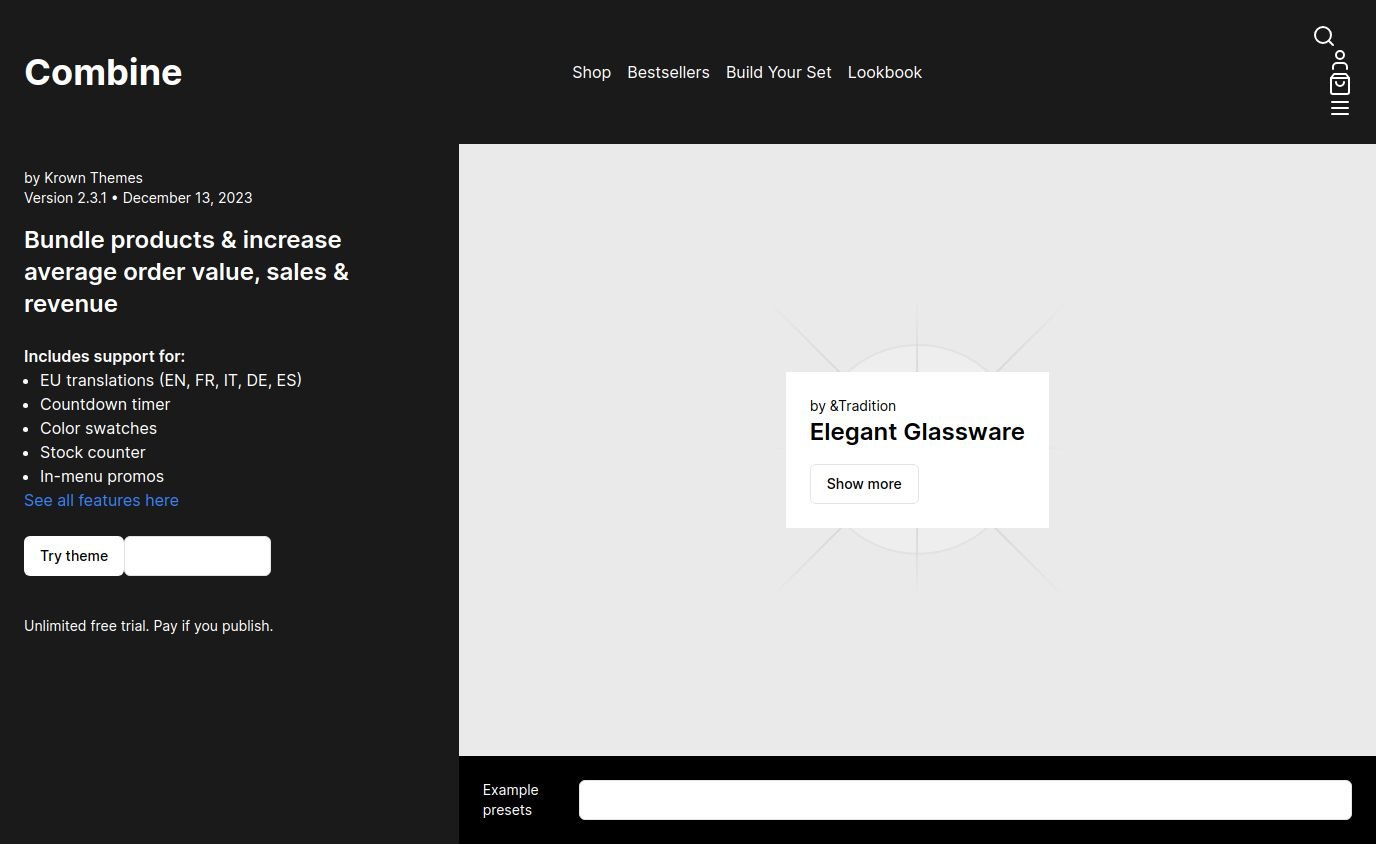 Combine
Shop Bestsellers Build Your Set Lookbook
by Krown Themes
Version 2.3.1 • December 13, 2023
Bundle products & increase
average order value, sales &
revenue
Includes support for:
• EU translations (EN, FR, IT, DE, ES)
• Countdown timer
• Color swatches
• Stock counter
• In-menu promos
See all features here
Try theme
Unlimited free trial. Pay if you publish.
by &Tradition
Elegant Glassware
Show more
Example
presets